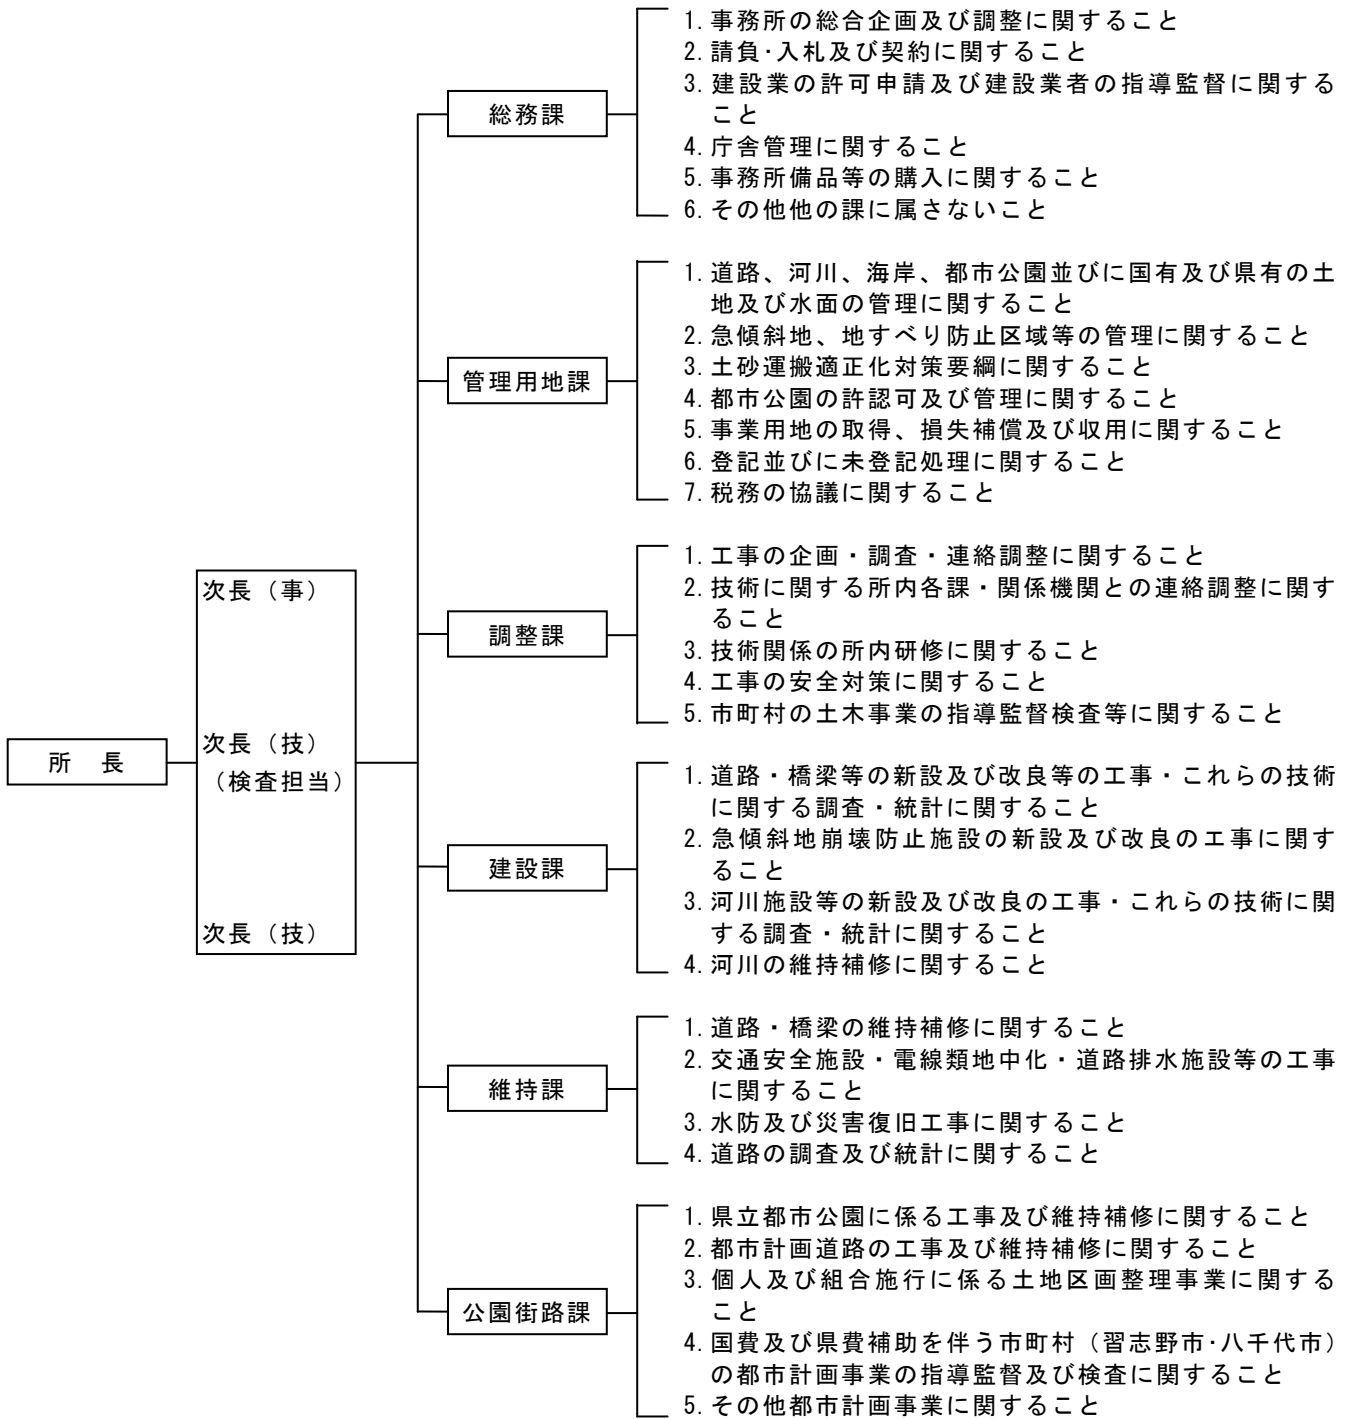 所　長
次長（事）
次長（技）
（検査担当）
次長（技）
総務課
1. 事務所の総合企画及び調整に関すること
2. 請負･入札及び契約に関すること
3. 建設業の許可申請及び建設業者の指導監督に関する
こと
4. 庁舎管理に関すること
5. 事務所備品等の購入に関すること
6. その他他の課に属さないこと
管理用地課
1. 道路、河川、海岸、都市公園並びに国有及び県有の土
地及び水面の管理に関すること
2. 急傾斜地、地すべり防止区域等の管理に関すること
3. 土砂運搬適正化対策要綱に関すること
4. 都市公園の許認可及び管理に関すること
5. 事業用地の取得、損失補償及び収用に関すること
6. 登記並びに未登記処理に関すること
7. 税務の協議に関すること
調整課
1. 工事の企画・調査・連絡調整に関すること
2. 技術に関する所内各課・関係機関との連絡調整に関す
ること
3. 技術関係の所内研修に関すること
4. 工事の安全対策に関すること
5. 市町村の土木事業の指導監督検査等に関すること
建設課
1. 道路・橋梁等の新設及び改良等の工事・これらの技術
に関する調査・統計に関すること
2. 急傾斜地崩壊防止施設の新設及び改良の工事に関す
ること
3. 河川施設等の新設及び改良の工事・これらの技術に関
する調査・統計に関すること
4. 河川の維持補修に関すること
維持課
1. 道路・橋梁の維持補修に関すること
2. 交通安全施設・電線類地中化・道路排水施設等の工事
に関すること
3. 水防及び災害復旧工事に関すること
4. 道路の調査及び統計に関すること
公園街路課
1. 県立都市公園に係る工事及び維持補修に関すること
2. 都市計画道路の工事及び維持補修に関すること
3. 個人及び組合施行に係る土地区画整理事業に関する
こと
4. 国費及び県費補助を伴う市町村（習志野市･八千代市）
の都市計画事業の指導監督及び検査に関すること
5. その他都市計画事業に関すること